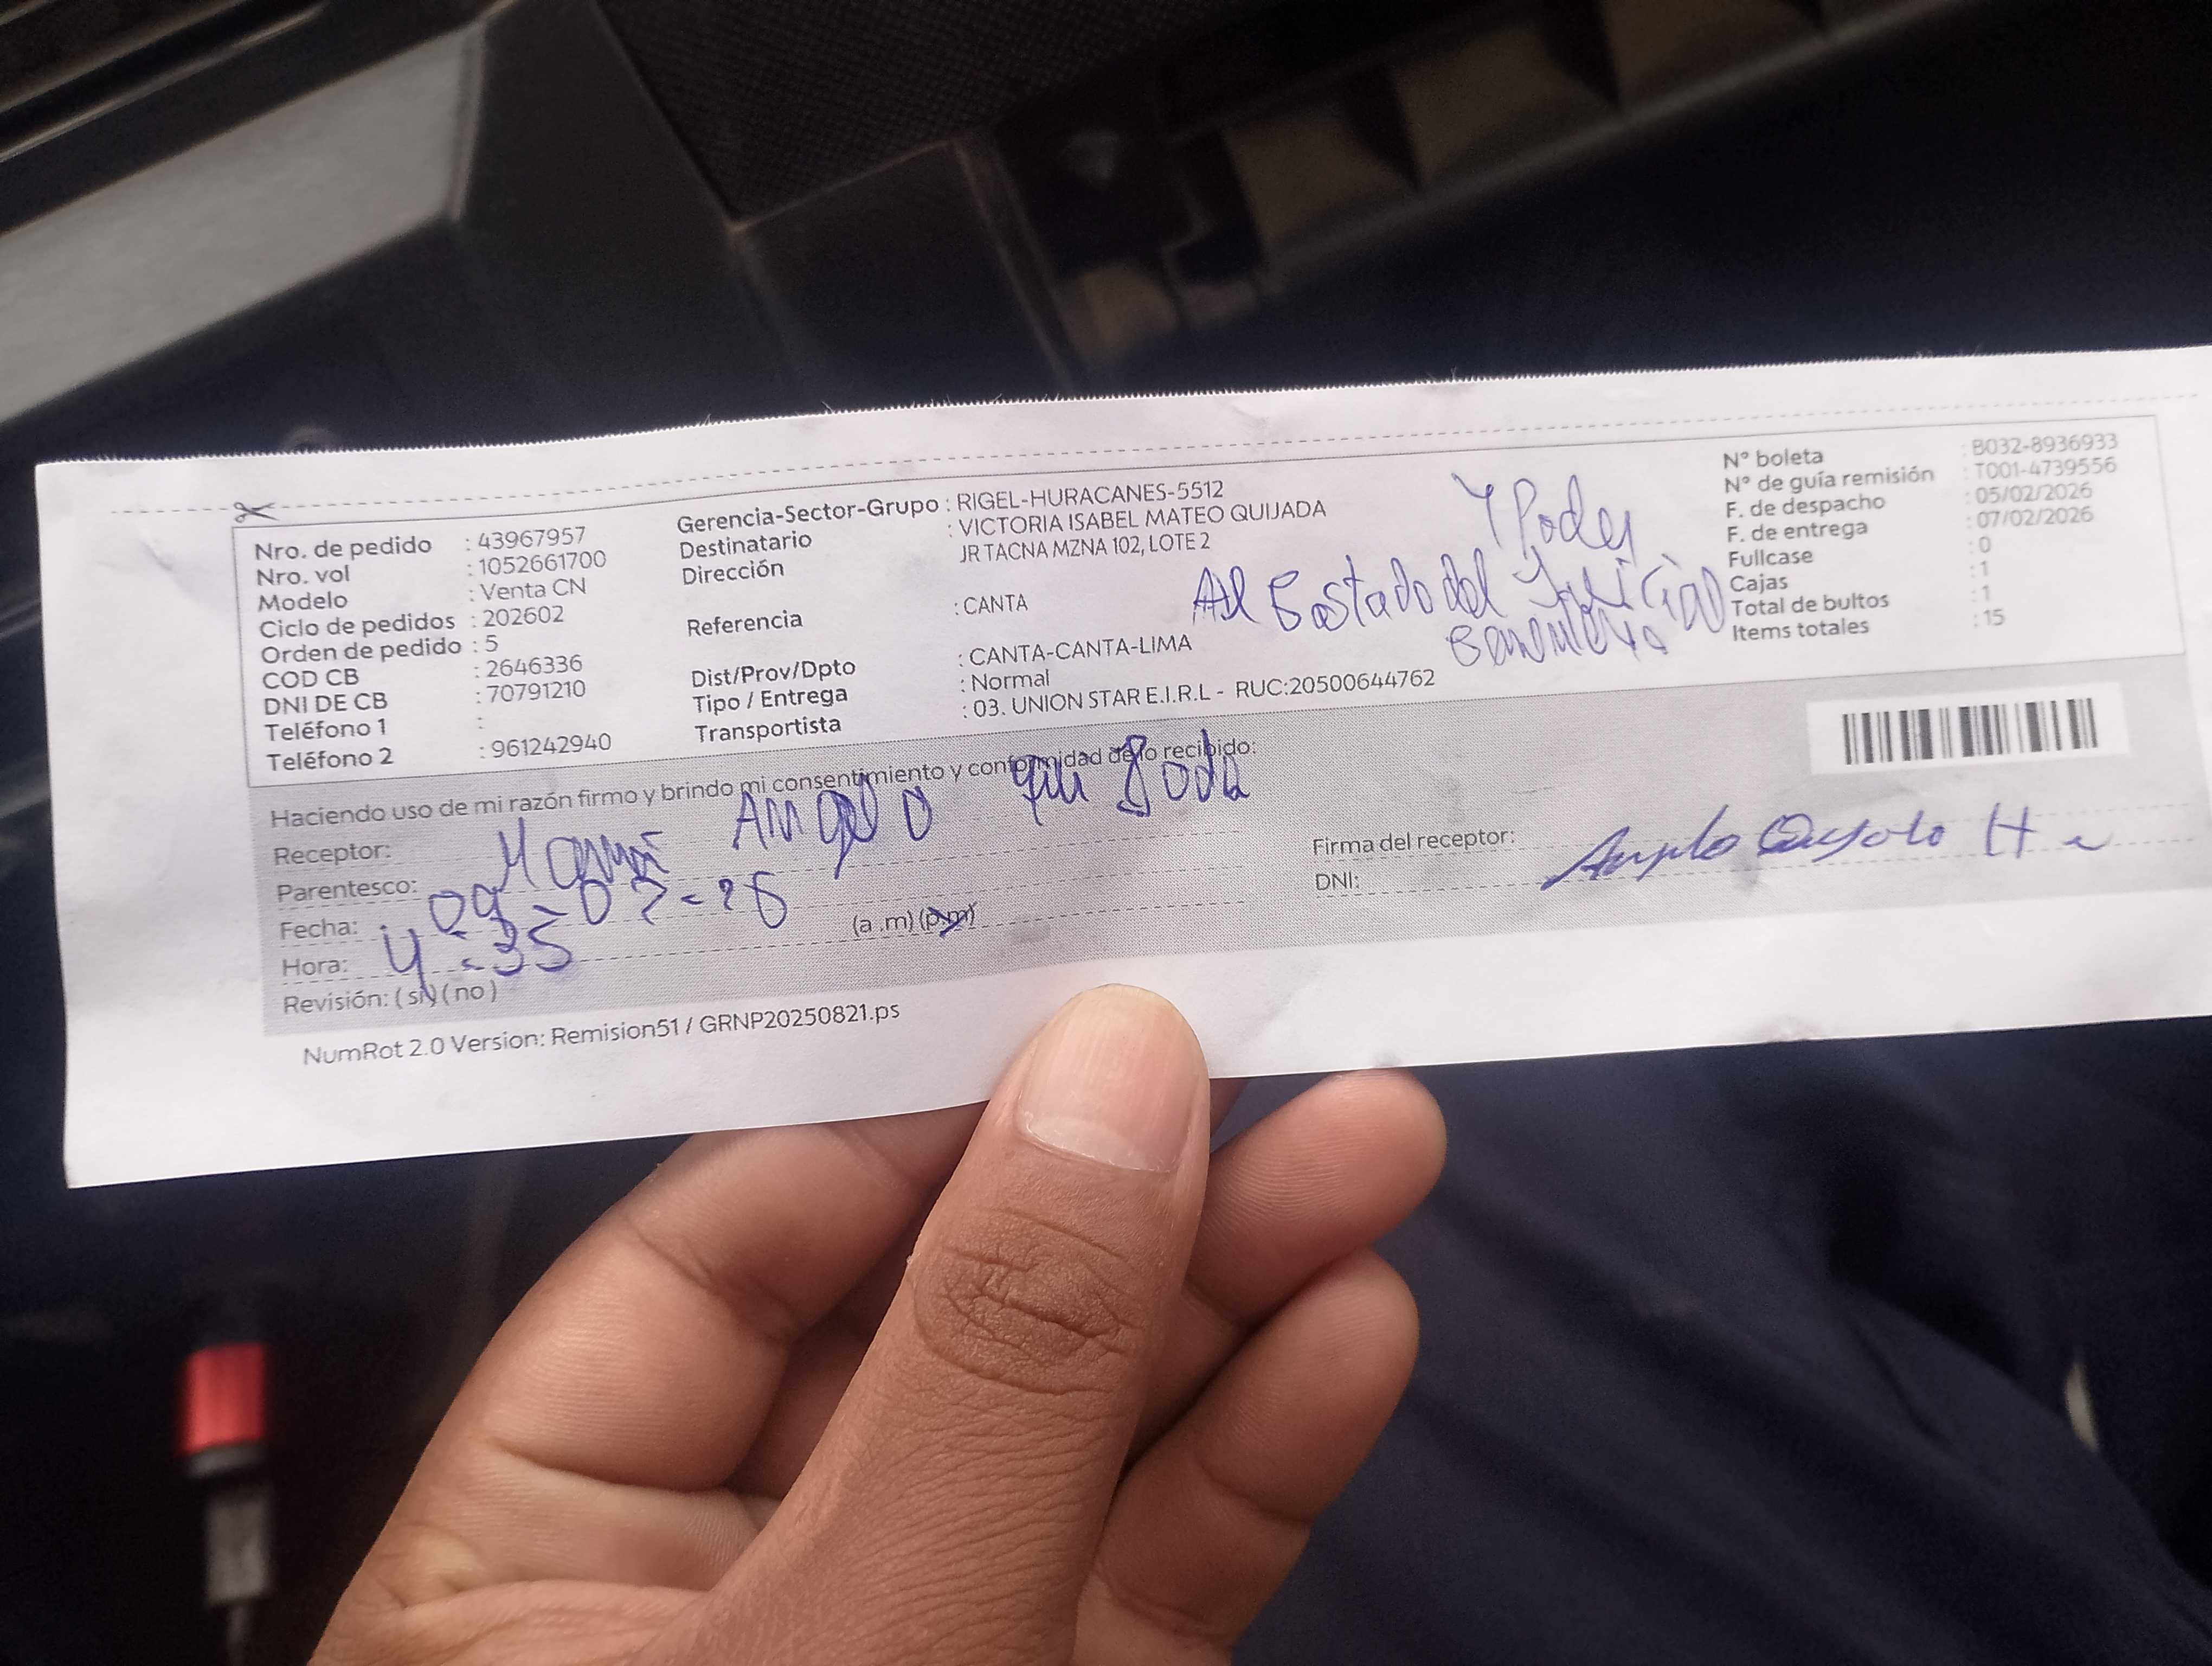 Nro. de pedido : 43967957
Nro. vol : 1052661700
Modelo : Venta CN
Ciclo de pedidos : 202602
Orden de pedido : 5
COD CB : 2646336
DNI DE CB : 70791210
Teléfono 1 :
Teléfono 2 : 961242940
Gerencia-Sector-Grupo : RIGEL-HURACANES-5512
Destinatario : VICTORIA ISABEL MATEO QUIJADA
Dirección JR TACNA MZNA 102, LOTE 2
Referencia : CANTA
Dist/Prov/Dpto : CANTA-CANTA-LIMA
Tipo / Entrega : Normal
Transportista : 03. UNION STAR E.I.R.L - RUC:20500644762
Y Poder
Al Estado del
N° boleta : B032-8936933
N° de guía remisión : T001-4739556
F. de despacho : 05/02/2026
F. de entrega : 07/02/2026
Fullcase : 0
Cajas : 1
Total de bultos : 1
Items totales : 15
Haciendo uso de mi razón firmo y brindo mi consentimiento y conformidad de lo recibido:
Receptor: Angelo
Parentesco:
Fecha:
Hora: 4:35 (a .m) (p.m)
Revisión: ( si ) ( no )
Firma del receptor:
DNI:
NumRot 2.0 Version: Remision51 / GRNP20250821.ps